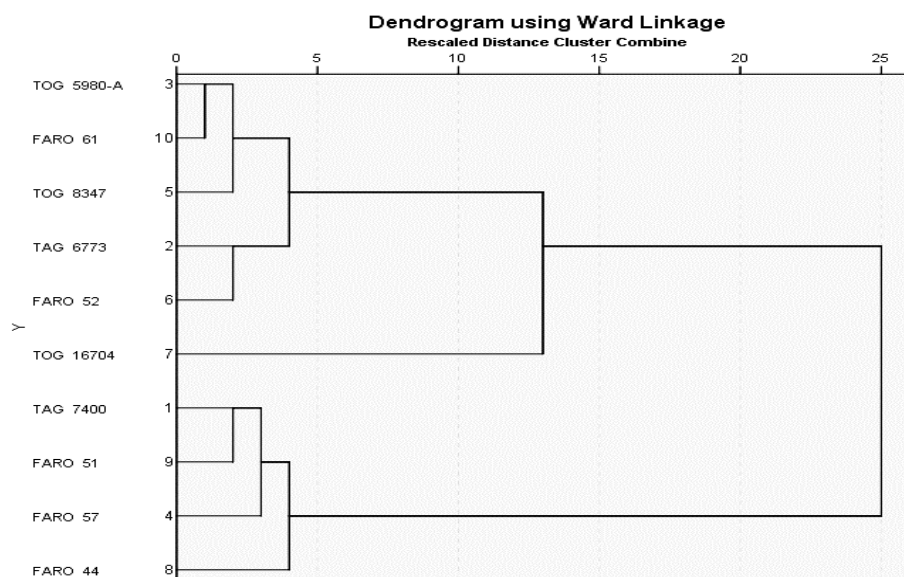 Dendrogram using Ward Linkage
Rescaled Distance Cluster Combine
0 5 10 15 20 25
TOG 5980-A 3
FARO 61 10
TOG 8347 5
TAG 6773 2
FARO 52 6
Y
TOG 16704 7
TAG 7400 1
FARO 51 9
FARO 57 4
FARO 44 8